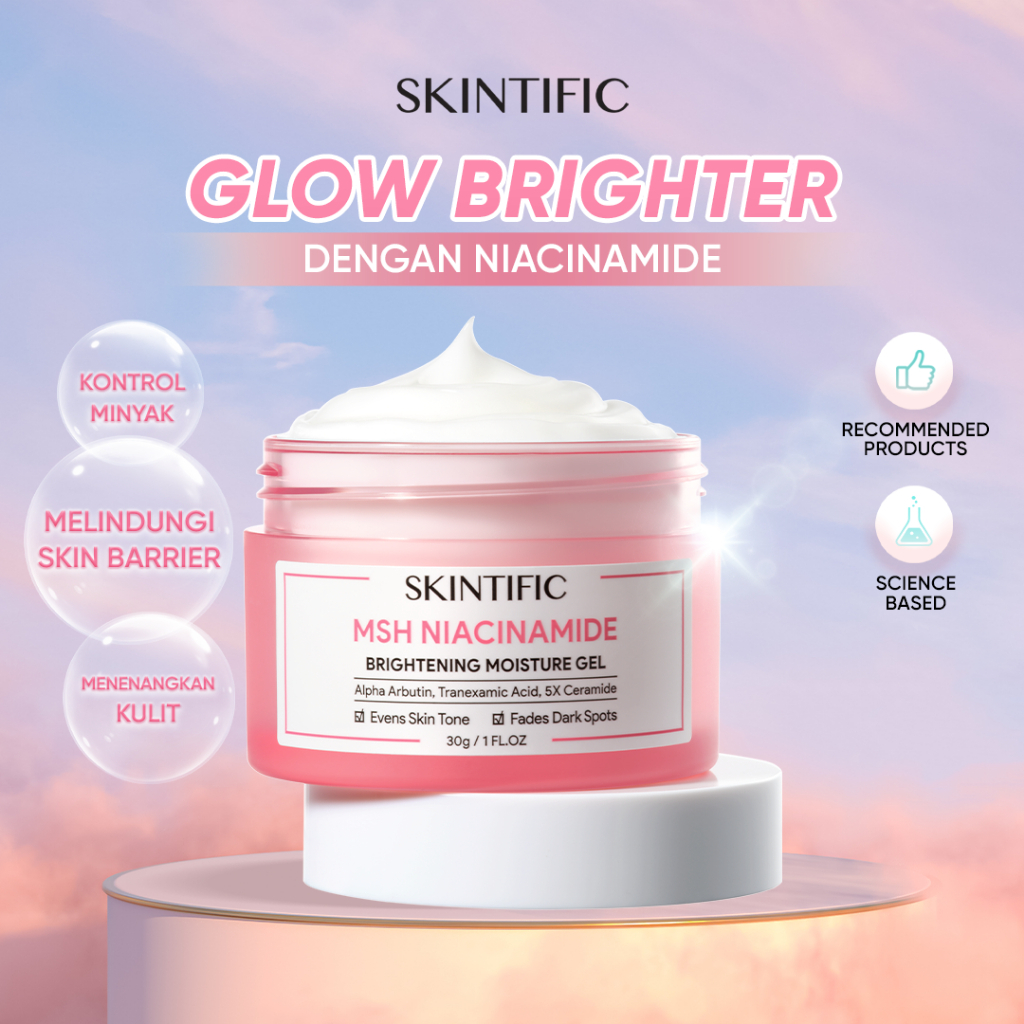 SKINTIFIC
GLOW BRIGHTER
DENGAN NIACINAMIDE
KONTROL
MINYAK
MELINDUNGI
SKIN BARRIER
MENENANGKAN
KULIT
RECOMMENDED
PRODUCTS
SCIENCE
BASED
SKINTIFIC
MSH NIACINAMIDE
BRIGHTENING MOISTURE GEL
Alpha Arbutin, Tranexamic Acid, 5X Ceramide
☑ Evens Skin Tone ☑ Fades Dark Spots
30g / 1 FL.OZ